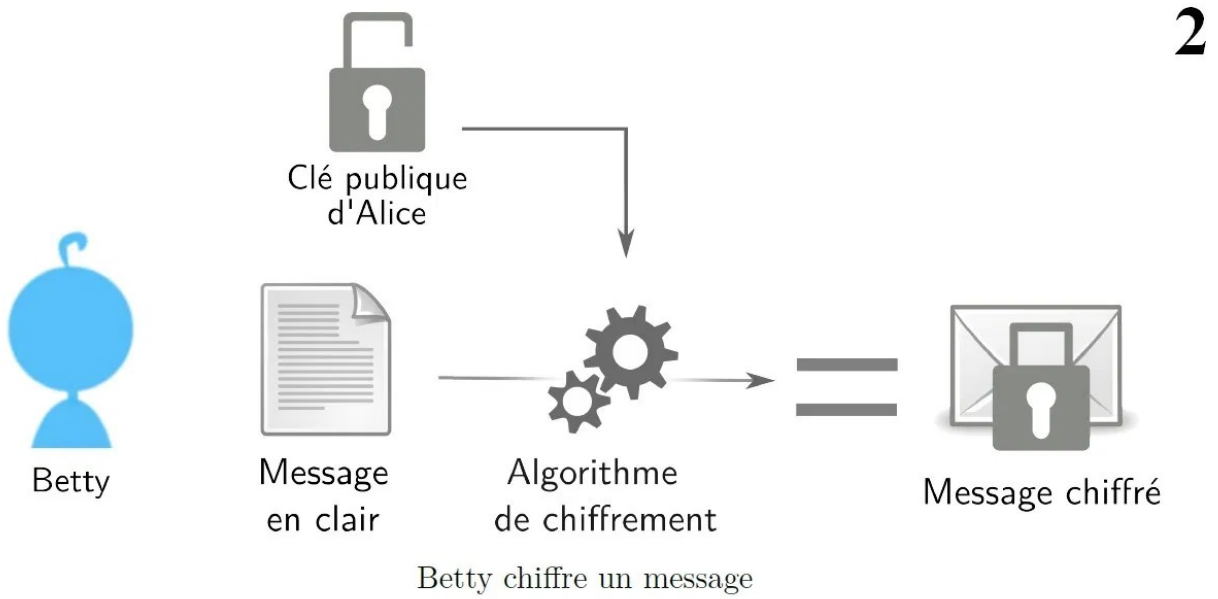 2
Clé publique
d'Alice
Betty
Message
en clair
Algorithme
de chiffrement
Message chiffré
Betty chiffre un message